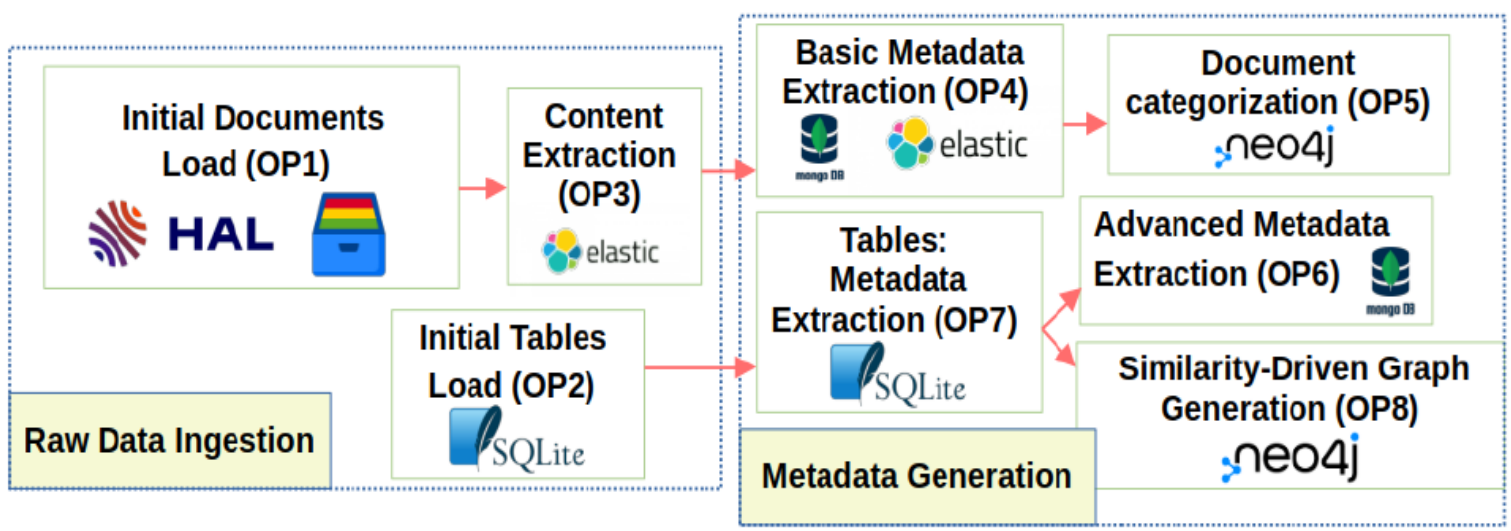 Initial Documents
Load (OP1)
HAL
Content
Extraction
(OP3)
elastic
Initial Tables
Load (OP2)
SQLite
Raw Data Ingestion
Basic Metadata
Extraction (OP4)
mongo DB
elastic
Document
categorization (OP5)
neo4j
Tables:
Metadata
Extraction (OP7)
SQLite
Advanced Metadata
Extraction (OP6)
mongo DB
Similarity-Driven Graph
Generation (OP8)
neo4j
Metadata Generation